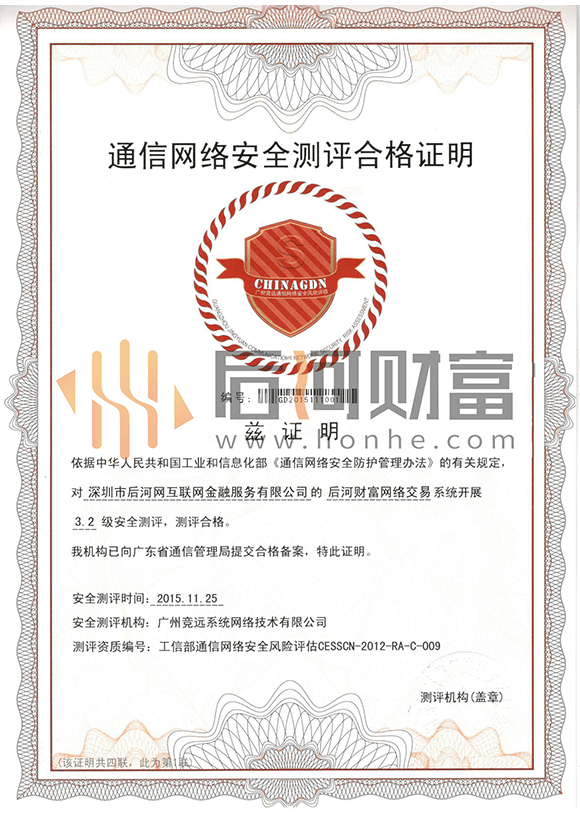 通信网络安全测评合格证明
S
CHINAGDN
广州竞远通信网络安全风险评估
GUANGZHOU JINGYUAN COMMUNICATIONS NETWORK SECURITY RISK ASSESSMENT
编号:
GD2015111001
后河财富
www.honhe.com
兹 证 明
依据中华人民共和国工业和信息化部《通信网络安全防护管理办法》的有关规定，
对 深圳市后河网互联网金融服务有限公司的 后河财富网络交易 系统开展
3.2 级安全测评，测评合格。
我机构已向广东省通信管理局提交合格备案，特此证明。
安全测评时间: 2015.11.25
安全测评机构: 广州竞远系统网络技术有限公司
测评资质编号: 工信部通信网络安全风险评估CESSCN-2012-RA-C-009
测评机构(盖章)
(该证明共四联，此为第1联)